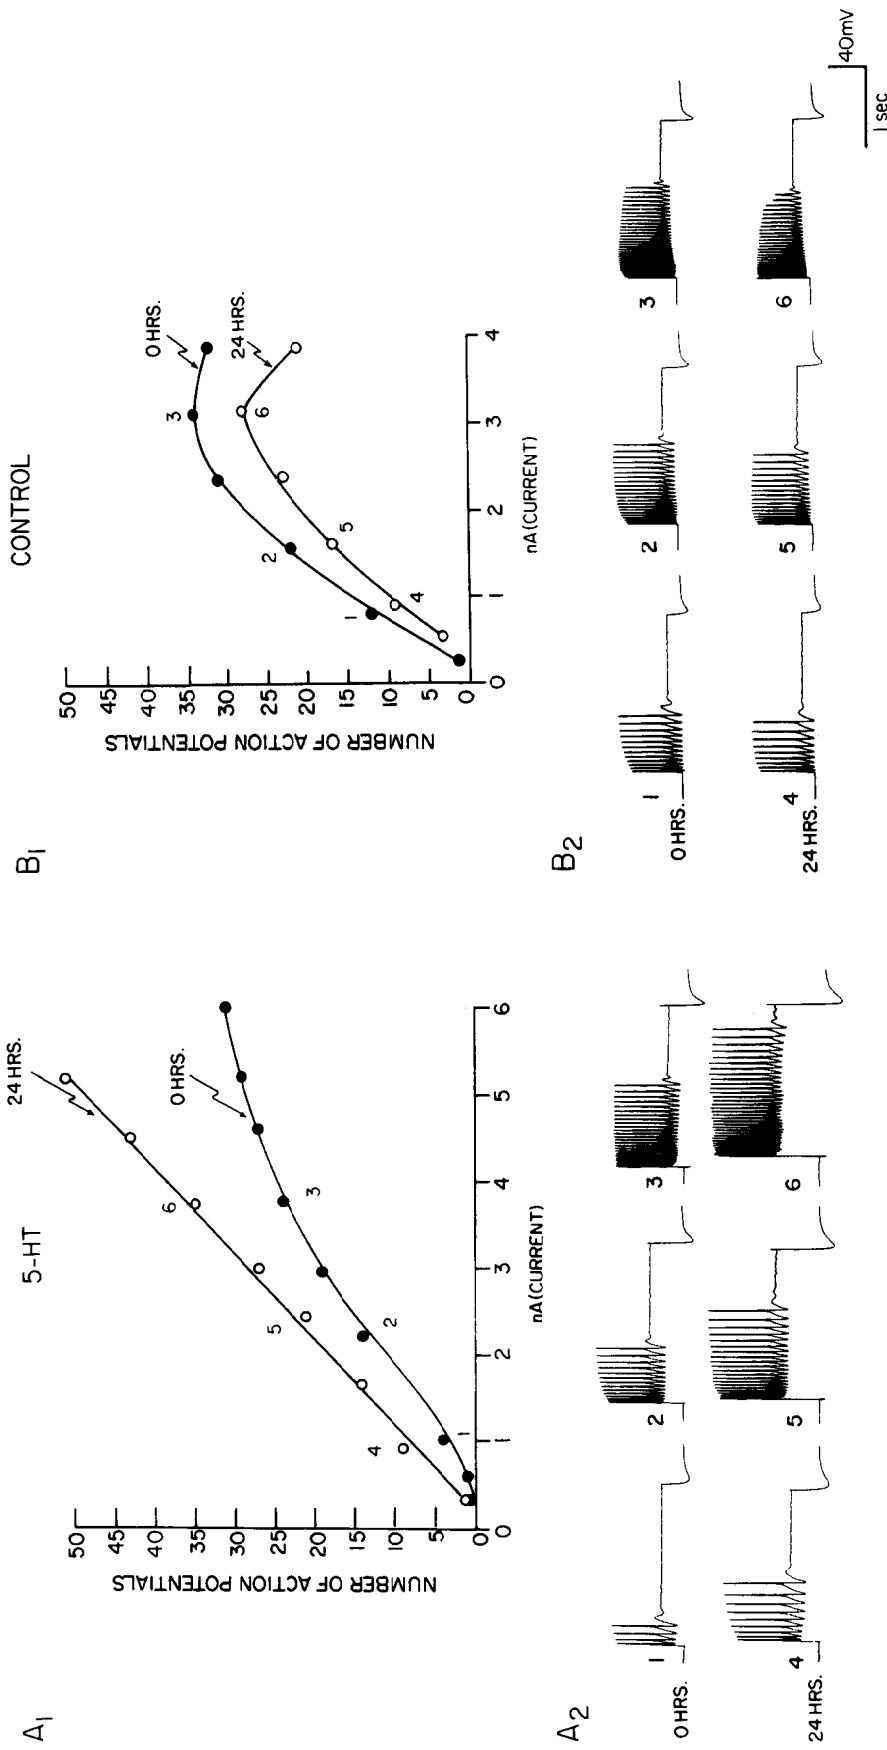 A1
5-HT
NUMBER OF ACTION POTENTIALS
50
45
40
35
30
25
20
15
10
5
0
0
1
2
3
4
5
6
nA(CURRENT)
24 HRS.
0 HRS.
1
2
3
4
5
6
B1
CONTROL
NUMBER OF ACTION POTENTIALS
50
45
40
35
30
25
20
15
10
5
0
0
1
2
3
4
nA(CURRENT)
0 HRS.
24 HRS.
1
2
3
4
5
6
A2
0 HRS.
1
2
3
24 HRS.
4
5
6
B2
0 HRS.
1
2
3
24 HRS.
4
5
6
40mV
1 sec